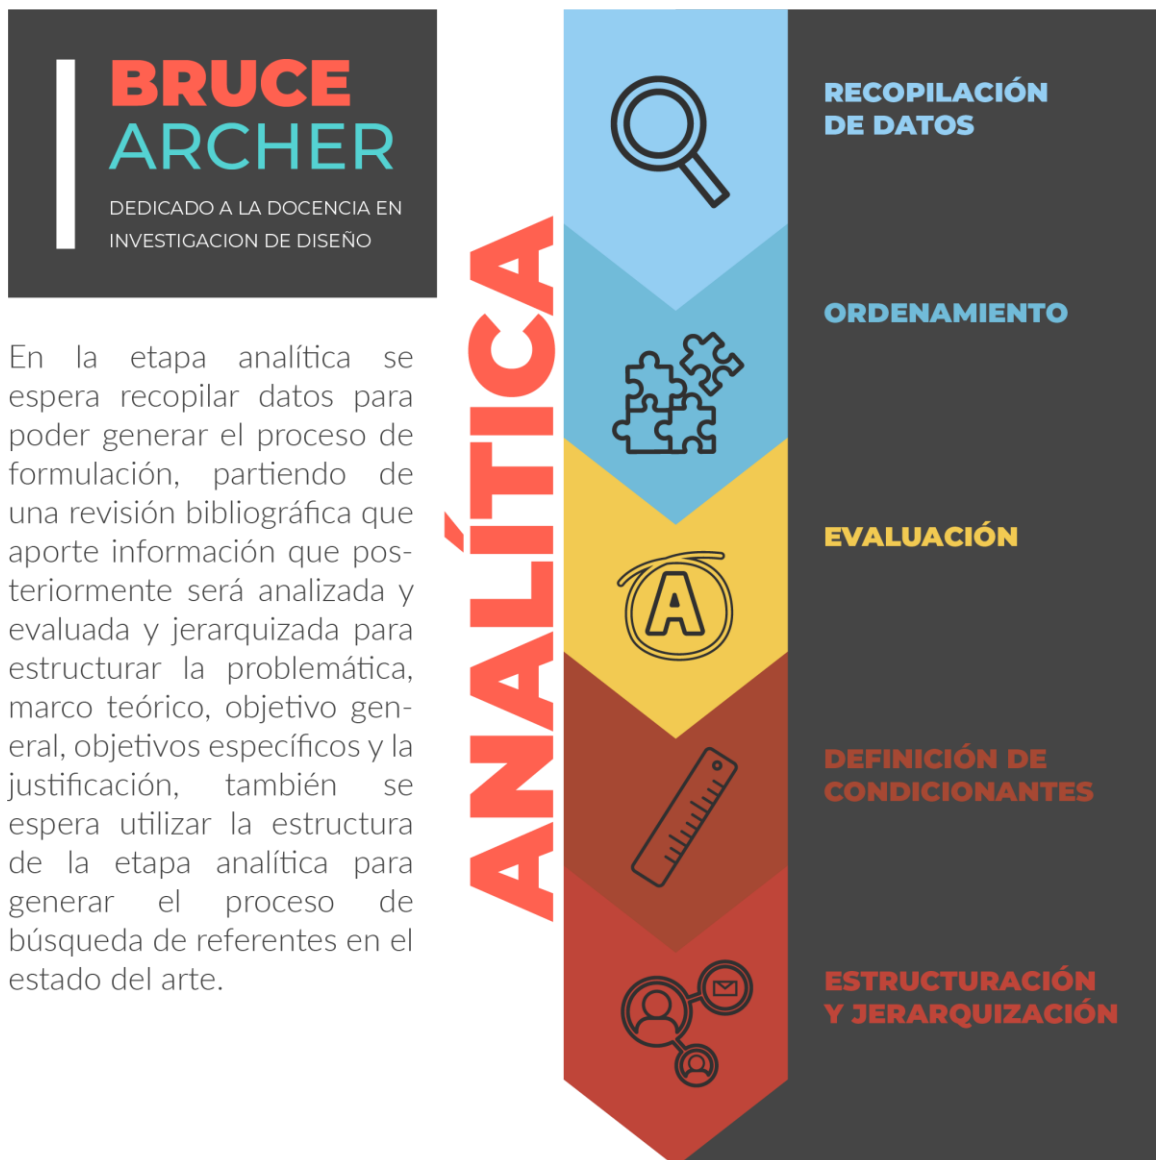 BRUCE
ARCHER
DEDICADO A LA DOCENCIA EN
INVESTIGACION DE DISEÑO
En la etapa analítica se
espera recopilar datos para
poder generar el proceso de
formulación, partiendo de
una revisión bibliográfica que
aporte información que pos-
teriormente será analizada y
evaluada y jerarquizada para
estructurar la problemática,
marco teórico, objetivo gen-
eral, objetivos específicos y la
justificación, también se
espera utilizar la estructura
de la etapa analítica para
generar el proceso de
búsqueda de referentes en el
estado del arte.
ANALÍTICA
RECOPILACIÓN
DE DATOS
ORDENAMIENTO
EVALUACIÓN
A
DEFINICIÓN DE
CONDICIONANTES
ESTRUCTURACIÓN
Y JERARQUIZACIÓN